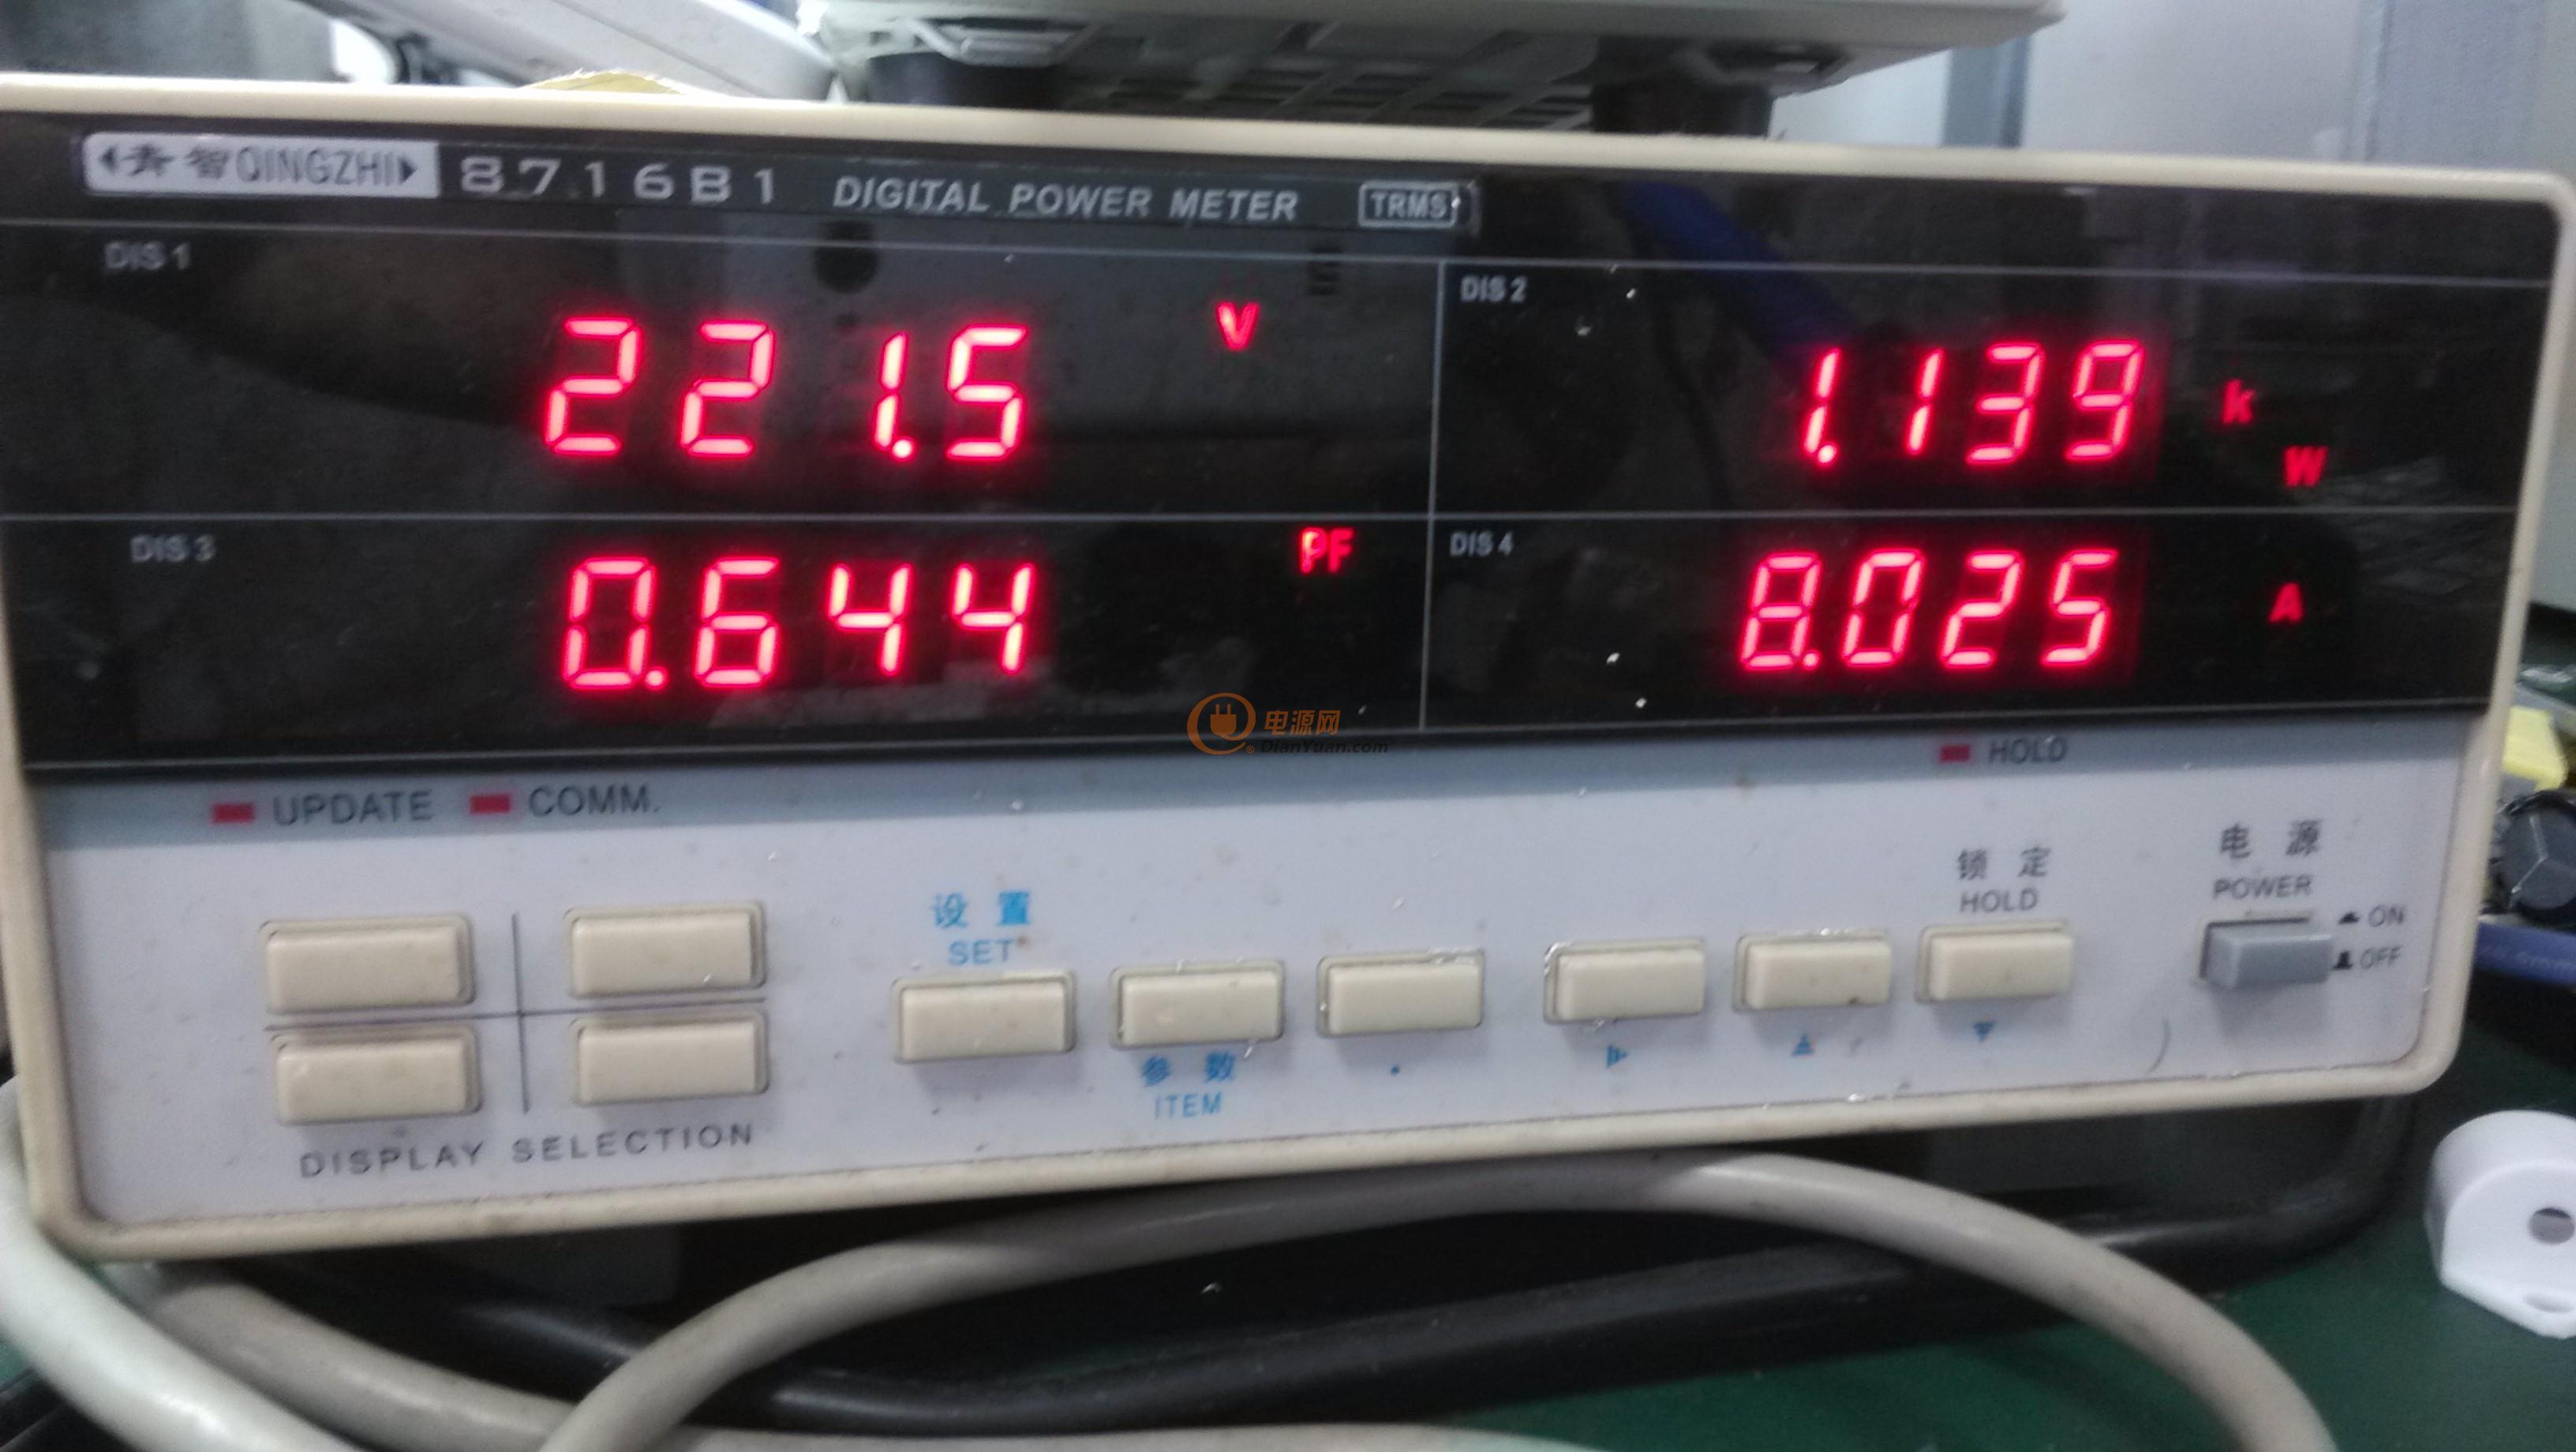 青智QINGZHI 8716B1 DIGITAL POWER METER TRMS
DIS 1
221.5 V
DIS 2
1.139 k W
DIS 3
0.644 PF
DIS 4
8.025 A
电源网
DianYuan.com
UPDATE COMM.
HOLD
设置
SET
参数
ITEM
锁定
HOLD
电源
POWER
ON
OFF
DISPLAY SELECTION